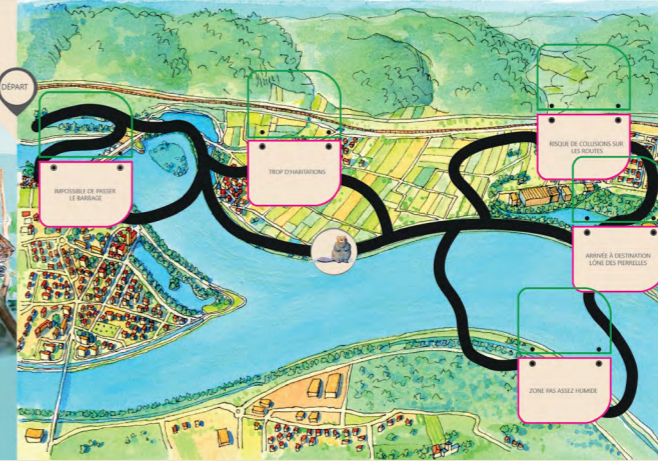 DÉPART
IMPOSSIBLE DE PASSER
LE BARRAGE
TROP D'HABITATIONS
RISQUE DE COLLISIONS SUR
LES ROUTES
ARRIVÉE À DESTINATION
LÔNE DES PIERRELLES
ZONE PAS ASSEZ HUMIDE